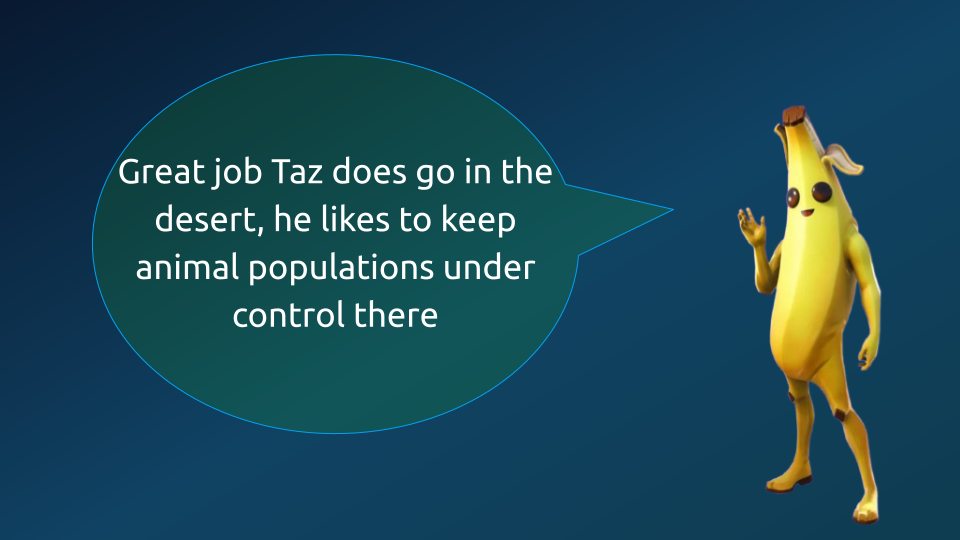 Great job Taz does go in the
desert, he likes to keep
animal populations under
control there